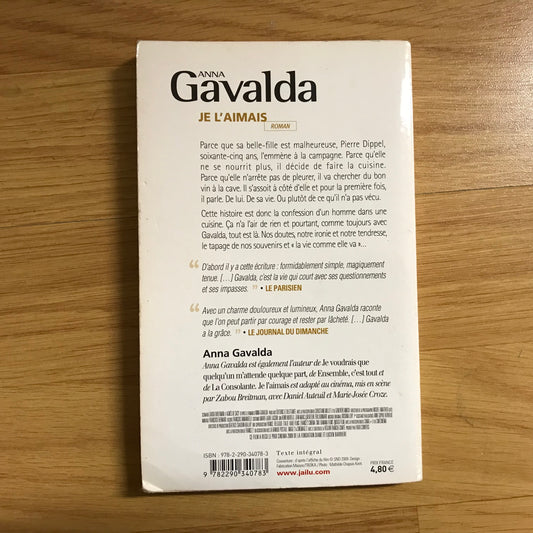 ANNA
Gavalda
JE L'AIMAIS
ROMAN
Parce que sa belle-fille est malheureuse, Pierre Dippel,
soixante-cinq ans, l'emmène à la campagne. Parce qu'elle
ne se nourrit plus, il décide de faire la cuisine.
Parce qu'elle n'arrête pas de pleurer, il va chercher du bon
vin à la cave. Il s'assoit à côté d'elle et pour la première fois,
il parle. De lui. De sa vie. Ou plutôt de ce qu'il n'a pas vécu.
Cette histoire est donc la confession d'un homme dans une
cuisine. Ça n'a l'air de rien et pourtant, comme toujours avec
Gavalda, tout est là. Nos doutes, notre ironie et notre tendresse,
le tapage de nos souvenirs et « la vie comme elle va »...
“ D'abord il y a cette écriture : formidablement simple, magiquement
tenue. [...] Gavalda, c'est la vie qui court avec ses questionnements
et ses impasses. ” • LE PARISIEN
“ Avec un charme douloureux et lumineux, Anna Gavalda raconte
que l'on peut partir par courage et rester par lâcheté. [...] Gavalda
a la grâce. ” • LE JOURNAL DU DIMANCHE
Anna Gavalda
Anna Gavalda est également l'auteur de Je voudrais que
quelqu'un m'attende quelque part, de Ensemble, c'est tout et
de La Consolante. Je l'aimais est adapté au cinéma, mis en scène
par Zabou Breitman, avec Daniel Auteuil et Marie-Josée Croze.
ISBN : 978-2-290-34078-3
Texte intégral
9 782290 340783
www.jailu.com
PRIX FRANCE
4,80 €